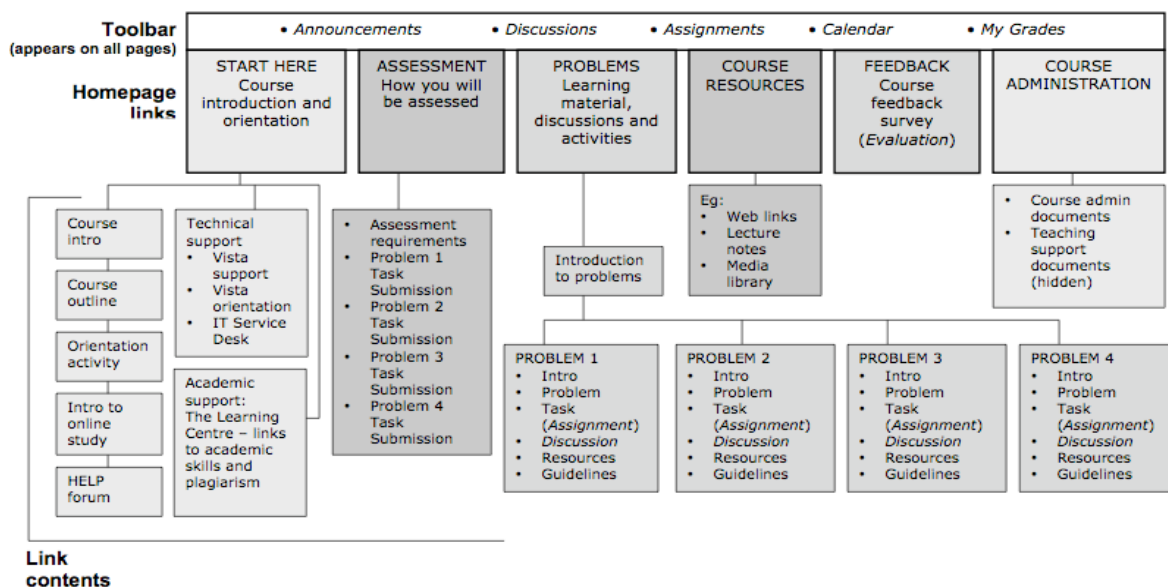 Toolbar
(appears on all pages)
• Announcements • Discussions • Assignments • Calendar • My Grades
Homepage
links
START HERE
Course
introduction and
orientation
ASSESSMENT
How you will
be assessed
PROBLEMS
Learning
material,
discussions and
activities
COURSE
RESOURCES
FEEDBACK
Course
feedback
survey
(Evaluation)
COURSE
ADMINISTRATION
Course
intro
Course
outline
Orientation
activity
Intro to
online
study
HELP
forum
Technical
support
• Vista
support
• Vista
orientation
• IT Service
Desk
Academic
support:
The Learning
Centre – links
to academic
skills and
plagiarism
• Assessment
requirements
• Problem 1
Task
Submission
• Problem 2
Task
Submission
• Problem 3
Task
Submission
• Problem 4
Task
Submission
Introduction
to problems
Eg:
• Web links
• Lecture
notes
• Media
library
• Course admin
documents
• Teaching
support
documents
(hidden)
PROBLEM 1
• Intro
• Problem
• Task
(Assignment)
• Discussion
• Resources
• Guidelines
PROBLEM 2
• Intro
• Problem
• Task
(Assignment)
• Discussion
• Resources
• Guidelines
PROBLEM 3
• Intro
• Problem
• Task
(Assignment)
• Discussion
• Resources
• Guidelines
PROBLEM 4
• Intro
• Problem
• Task
(Assignment)
• Discussion
• Resources
• Guidelines
Link
contents